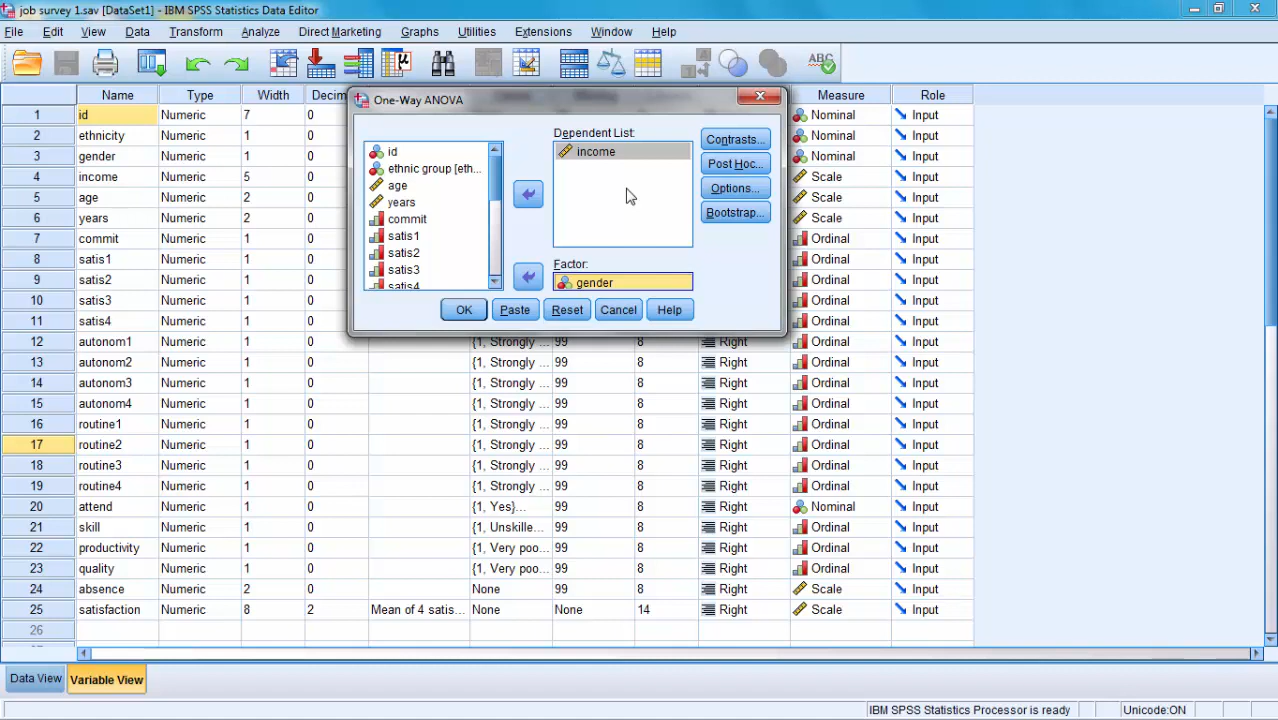 job survey 1.sav [DataSet1] - IBM SPSS Statistics Data Editor
File Edit View Data Transform Analyze Direct Marketing Graphs Utilities Extensions Window Help
ABC
Name Type Width Decim Measure Role
1 id Numeric 7 0 Nominal Input
2 ethnicity Numeric 1 0 Nominal Input
3 gender Numeric 1 0 Nominal Input
4 income Numeric 5 0 Scale Input
5 age Numeric 2 0 Scale Input
6 years Numeric 2 0 Scale Input
7 commit Numeric 1 0 Ordinal Input
8 satis1 Numeric 1 0 Ordinal Input
9 satis2 Numeric 1 0 Ordinal Input
10 satis3 Numeric 1 0 Ordinal Input
11 satis4 Numeric 1 0 Ordinal Input
12 autonom1 Numeric 1 0 {1, Strongly ... 99 8 Right Ordinal Input
13 autonom2 Numeric 1 0 {1, Strongly ... 99 8 Right Ordinal Input
14 autonom3 Numeric 1 0 {1, Strongly ... 99 8 Right Ordinal Input
15 autonom4 Numeric 1 0 {1, Strongly ... 99 8 Right Ordinal Input
16 routine1 Numeric 1 0 {1, Strongly ... 99 8 Right Ordinal Input
17 routine2 Numeric 1 0 {1, Strongly ... 99 8 Right Ordinal Input
18 routine3 Numeric 1 0 {1, Strongly ... 99 8 Right Ordinal Input
19 routine4 Numeric 1 0 {1, Strongly ... 99 8 Right Ordinal Input
20 attend Numeric 1 0 {1, Yes}... 99 8 Right Nominal Input
21 skill Numeric 1 0 {1, Unskille... 99 8 Right Ordinal Input
22 productivity Numeric 1 0 {1, Very poo... 99 8 Right Ordinal Input
23 quality Numeric 1 0 {1, Very poo... 99 8 Right Ordinal Input
24 absence Numeric 2 0 None 99 8 Right Scale Input
25 satisfaction Numeric 8 2 Mean of 4 satis... None None 14 Right Scale Input
26
One-Way ANOVA
id
ethnic group [eth...
age
years
commit
satis1
satis2
satis3
satis4
Dependent List:
income
Factor:
gender
Contrasts...
Post Hoc...
Options...
Bootstrap...
OK Paste Reset Cancel Help
Data View Variable View
IBM SPSS Statistics Processor is ready Unicode:ON